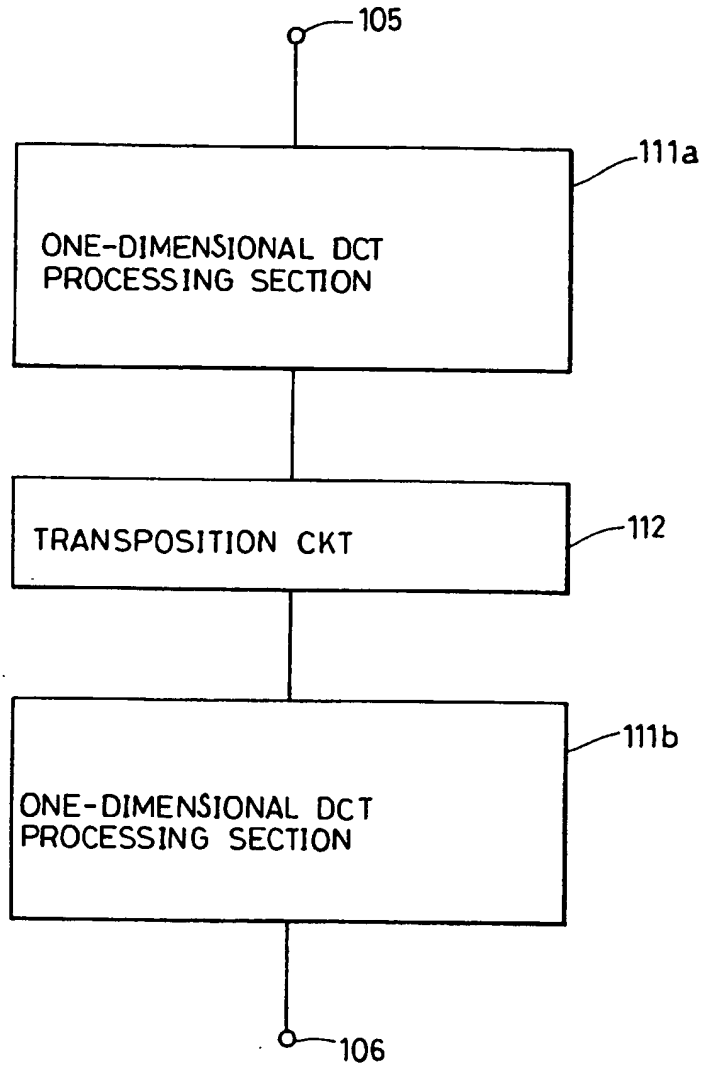 105
111a
ONE-DIMENSIONAL DCT
PROCESSING SECTION
TRANSPOSITION CKT
112
111b
ONE-DIMENSIONAL DCT
PROCESSING SECTION
106